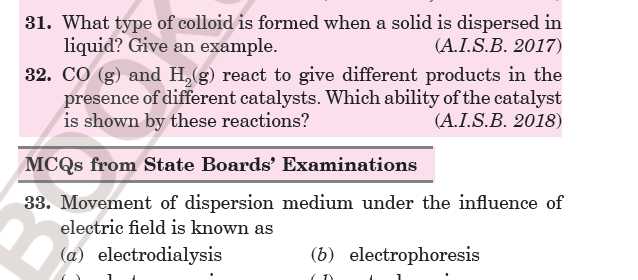 31. What type of colloid is formed when a solid is dispersed in
liquid? Give an example. (A.I.S.B. 2017)
32. CO (g) and H₂(g) react to give different products in the
presence of different catalysts. Which ability of the catalyst
is shown by these reactions? (A.I.S.B. 2018)
MCQs from State Boards’ Examinations
33. Movement of dispersion medium under the influence of
electric field is known as
(a) electrodialysis (b) electrophoresis